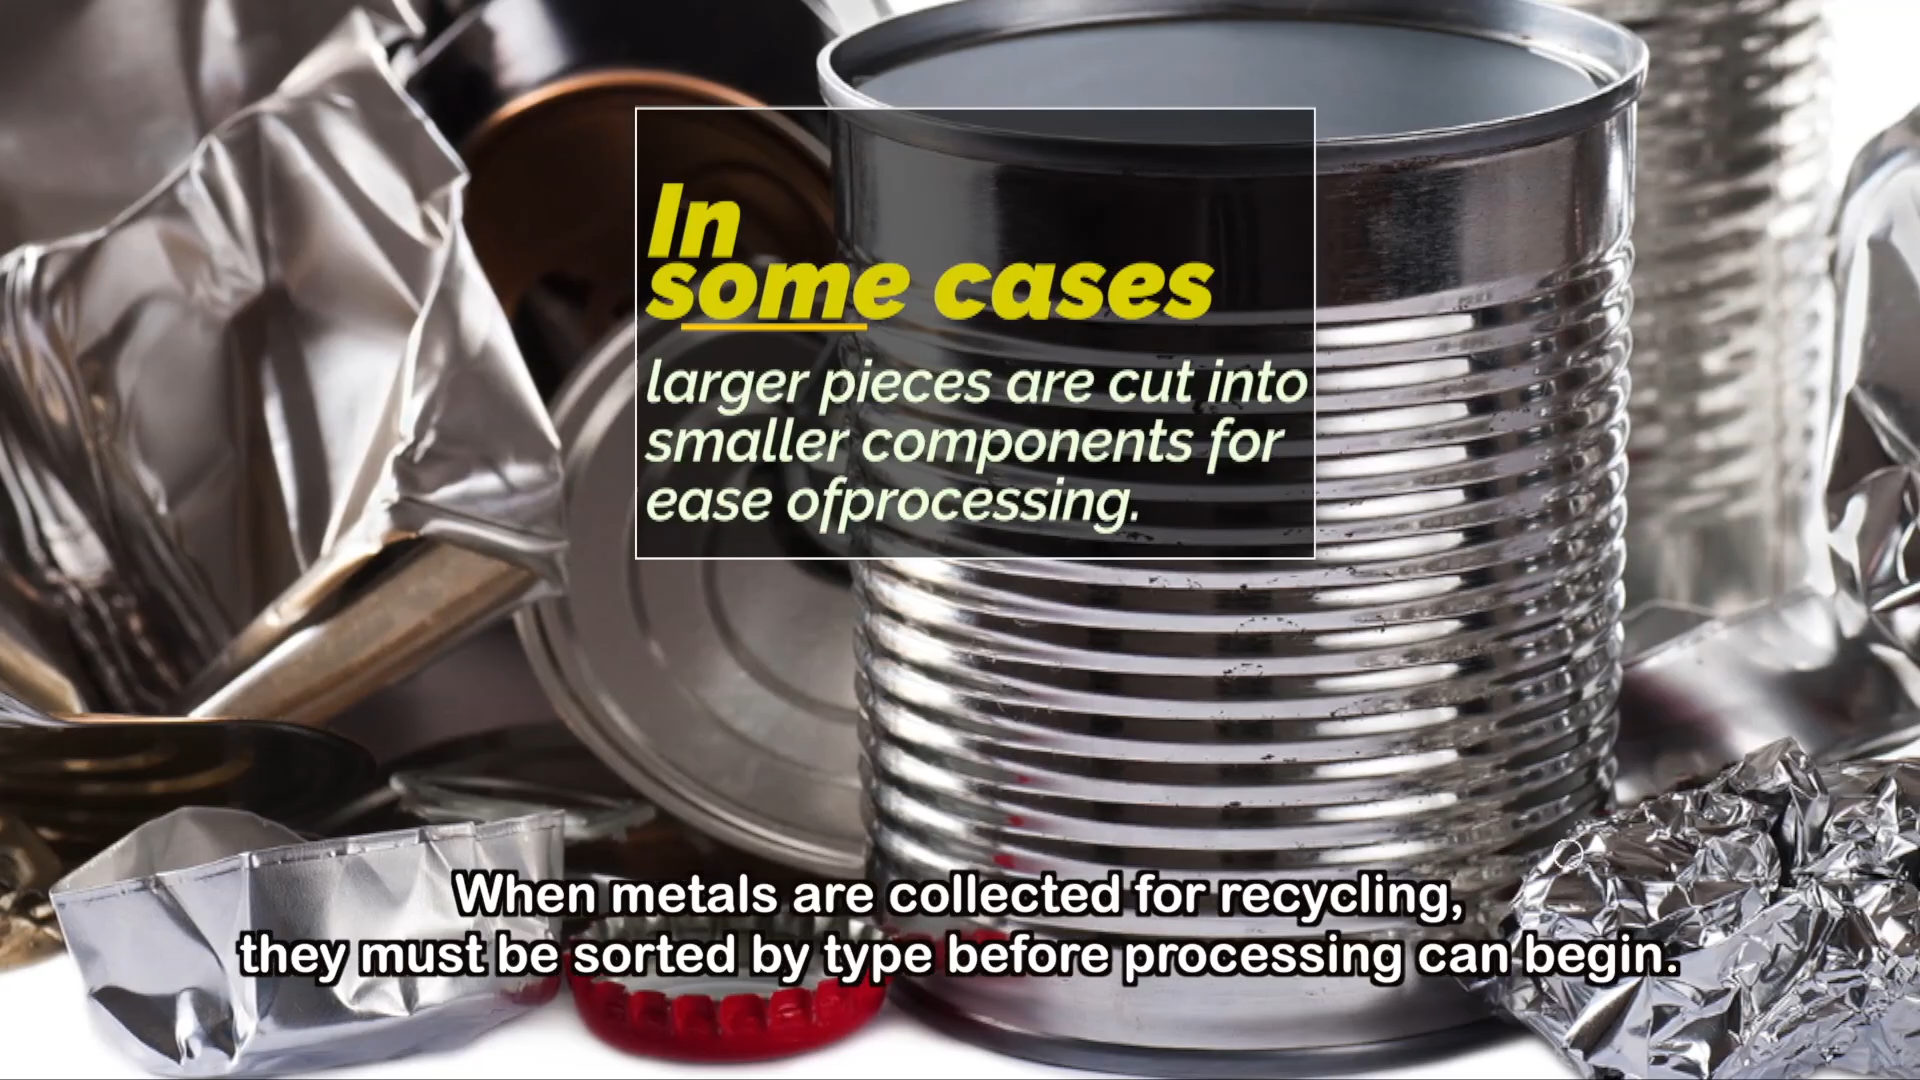 In
some cases
larger pieces are cut into
smaller components for
ease ofprocessing.
When metals are collected for recycling,
they must be sorted by type before processing can begin.